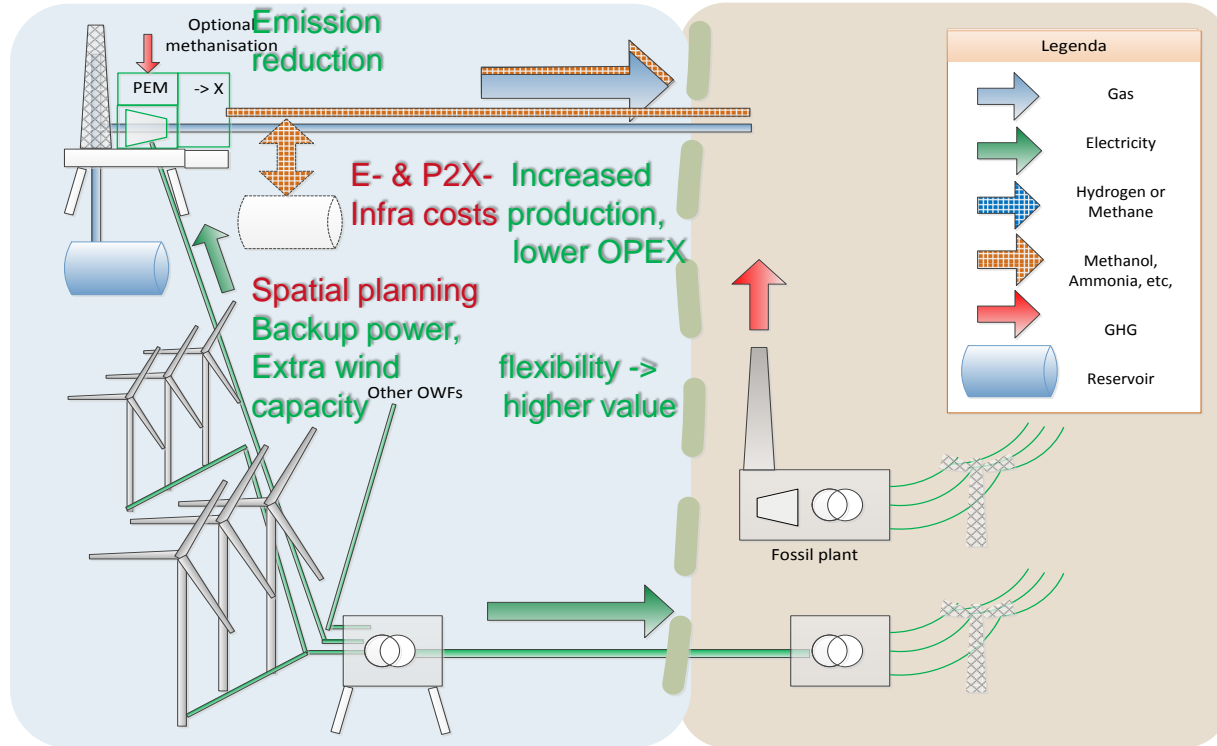 Optional
methanisation
Emission
reduction
PEM
-> X
E- & P2X-
Infra costs
Increased
production,
lower OPEX
Spatial planning
Backup power,
Extra wind
capacity
flexibility ->
higher value
Other OWFs
Fossil plant
Legenda
Gas
Electricity
Hydrogen or
Methane
Methanol,
Ammonia, etc,
GHG
Reservoir